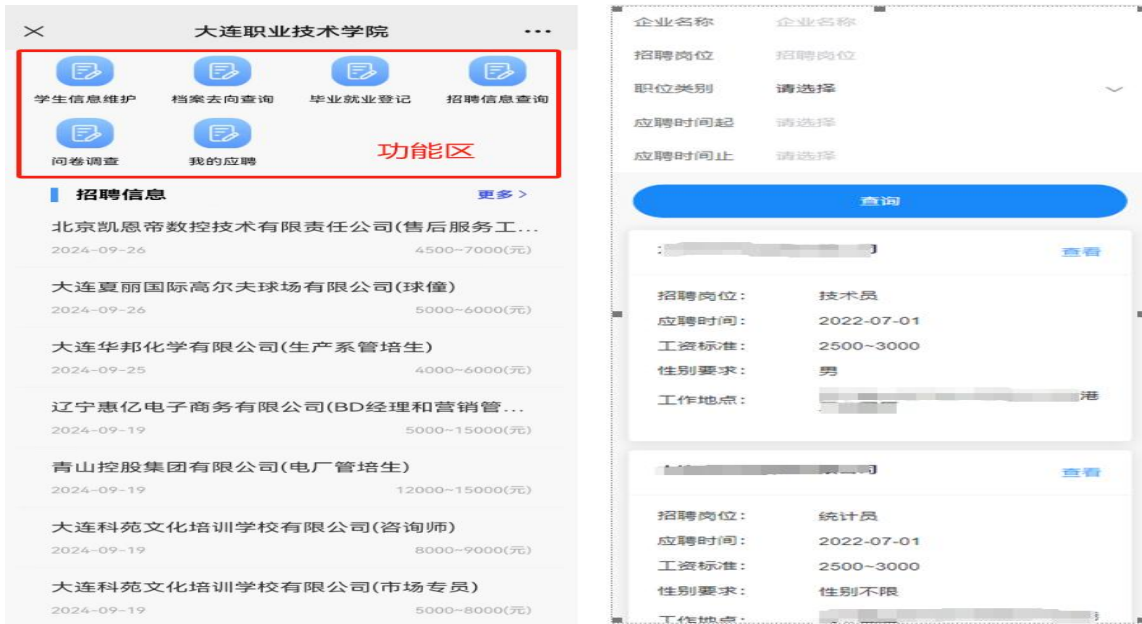 大连职业技术学院
学生信息维护 档案去向查询 毕业就业登记 招聘信息查询
问卷调查 我的应聘 功能区
招聘信息 更多>
北京凯恩帝数控技术有限责任公司(售后服务工...
2024-09-26 4500~7000(元)
大连夏丽国际高尔夫球场有限公司(球僮)
2024-09-26 5000~6000(元)
大连华邦化学有限公司(生产系管培生)
2024-09-25 4000~6000(元)
辽宁惠亿电子商务有限公司(BD经理和营销管...
2024-09-19 5000~15000(元)
青山控股集团有限公司(电厂管培生)
2024-09-19 12000~15000(元)
大连科苑文化培训学校有限公司(咨询师)
2024-09-19 8000~9000(元)
大连科苑文化培训学校有限公司(市场专员)
2024-09-19 5000~8000(元)
企业名称 企业名称
招聘岗位 招聘岗位
职位类别 请选择
应聘时间起 请选择
应聘时间止 请选择
查询
查看
招聘岗位: 技术员
应聘时间: 2022-07-01
工资标准: 2500~3000
性别要求: 男
工作地点: 港
查看
招聘岗位: 统计员
应聘时间: 2022-07-01
工资标准: 2500~3000
性别要求: 性别不限
工作地点: